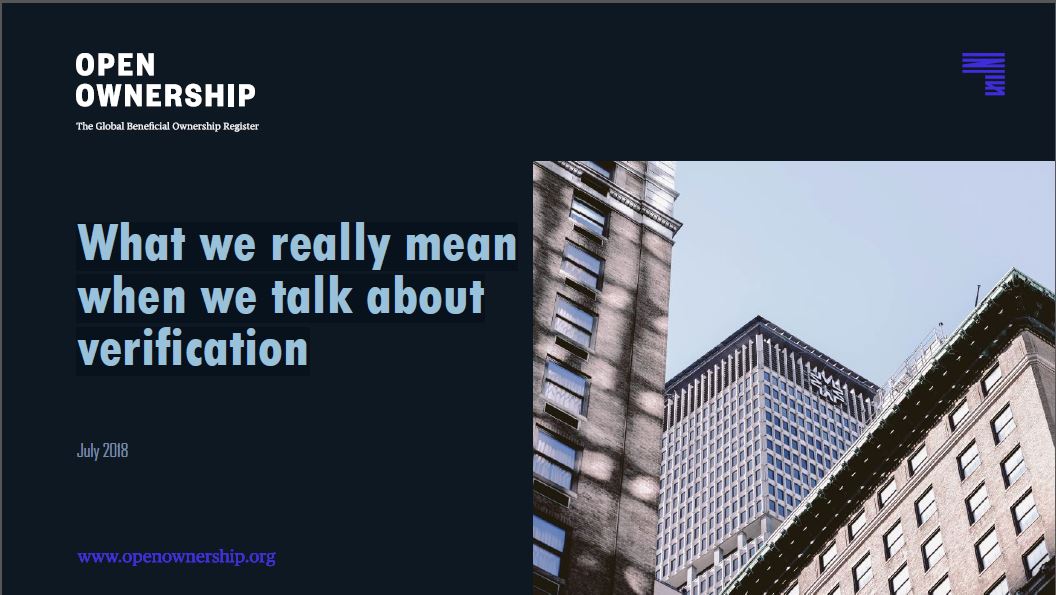 OPEN
OWNERSHIP
The Global Beneficial Ownership Register
What we really mean
when we talk about
verification
July 2018
www.openownership.org